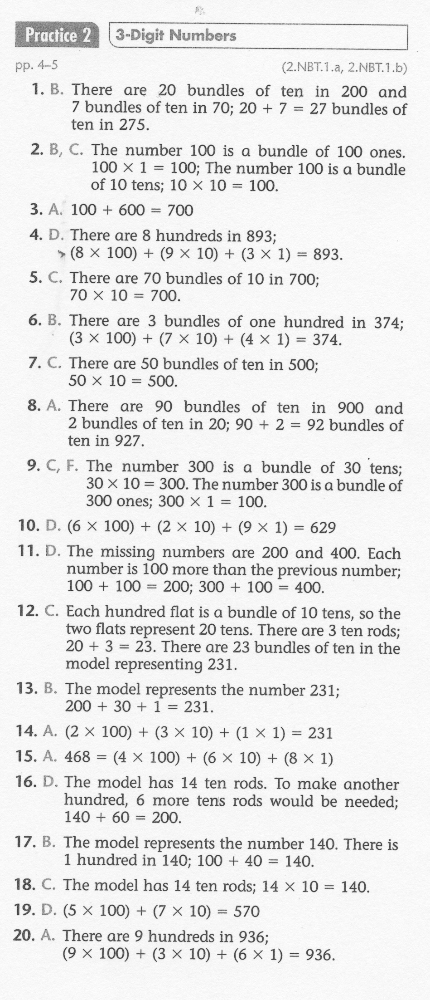 Practice 2 3-Digit Numbers
pp. 4–5 (2.NBT.1.a, 2.NBT.1.b)
1. B. There are 20 bundles of ten in 200 and
7 bundles of ten in 70; 20 + 7 = 27 bundles of
ten in 275.
2. B, C. The number 100 is a bundle of 100 ones.
100 × 1 = 100; The number 100 is a bundle
of 10 tens; 10 × 10 = 100.
3. A. 100 + 600 = 700
4. D. There are 8 hundreds in 893;
(8 × 100) + (9 × 10) + (3 × 1) = 893.
5. C. There are 70 bundles of 10 in 700;
70 × 10 = 700.
6. B. There are 3 bundles of one hundred in 374;
(3 × 100) + (7 × 10) + (4 × 1) = 374.
7. C. There are 50 bundles of ten in 500;
50 × 10 = 500.
8. A. There are 90 bundles of ten in 900 and
2 bundles of ten in 20; 90 + 2 = 92 bundles of
ten in 927.
9. C, F. The number 300 is a bundle of 30 tens;
30 × 10 = 300. The number 300 is a bundle of
300 ones; 300 × 1 = 100.
10. D. (6 × 100) + (2 × 10) + (9 × 1) = 629
11. D. The missing numbers are 200 and 400. Each
number is 100 more than the previous number;
100 + 100 = 200; 300 + 100 = 400.
12. C. Each hundred flat is a bundle of 10 tens, so the
two flats represent 20 tens. There are 3 ten rods;
20 + 3 = 23. There are 23 bundles of ten in the
model representing 231.
13. B. The model represents the number 231;
200 + 30 + 1 = 231.
14. A. (2 × 100) + (3 × 10) + (1 × 1) = 231
15. A. 468 = (4 × 100) + (6 × 10) + (8 × 1)
16. D. The model has 14 ten rods. To make another
hundred, 6 more tens rods would be needed;
140 + 60 = 200.
17. B. The model represents the number 140. There is
1 hundred in 140; 100 + 40 = 140.
18. C. The model has 14 ten rods; 14 × 10 = 140.
19. D. (5 × 100) + (7 × 10) = 570
20. A. There are 9 hundreds in 936;
(9 × 100) + (3 × 10) + (6 × 1) = 936.